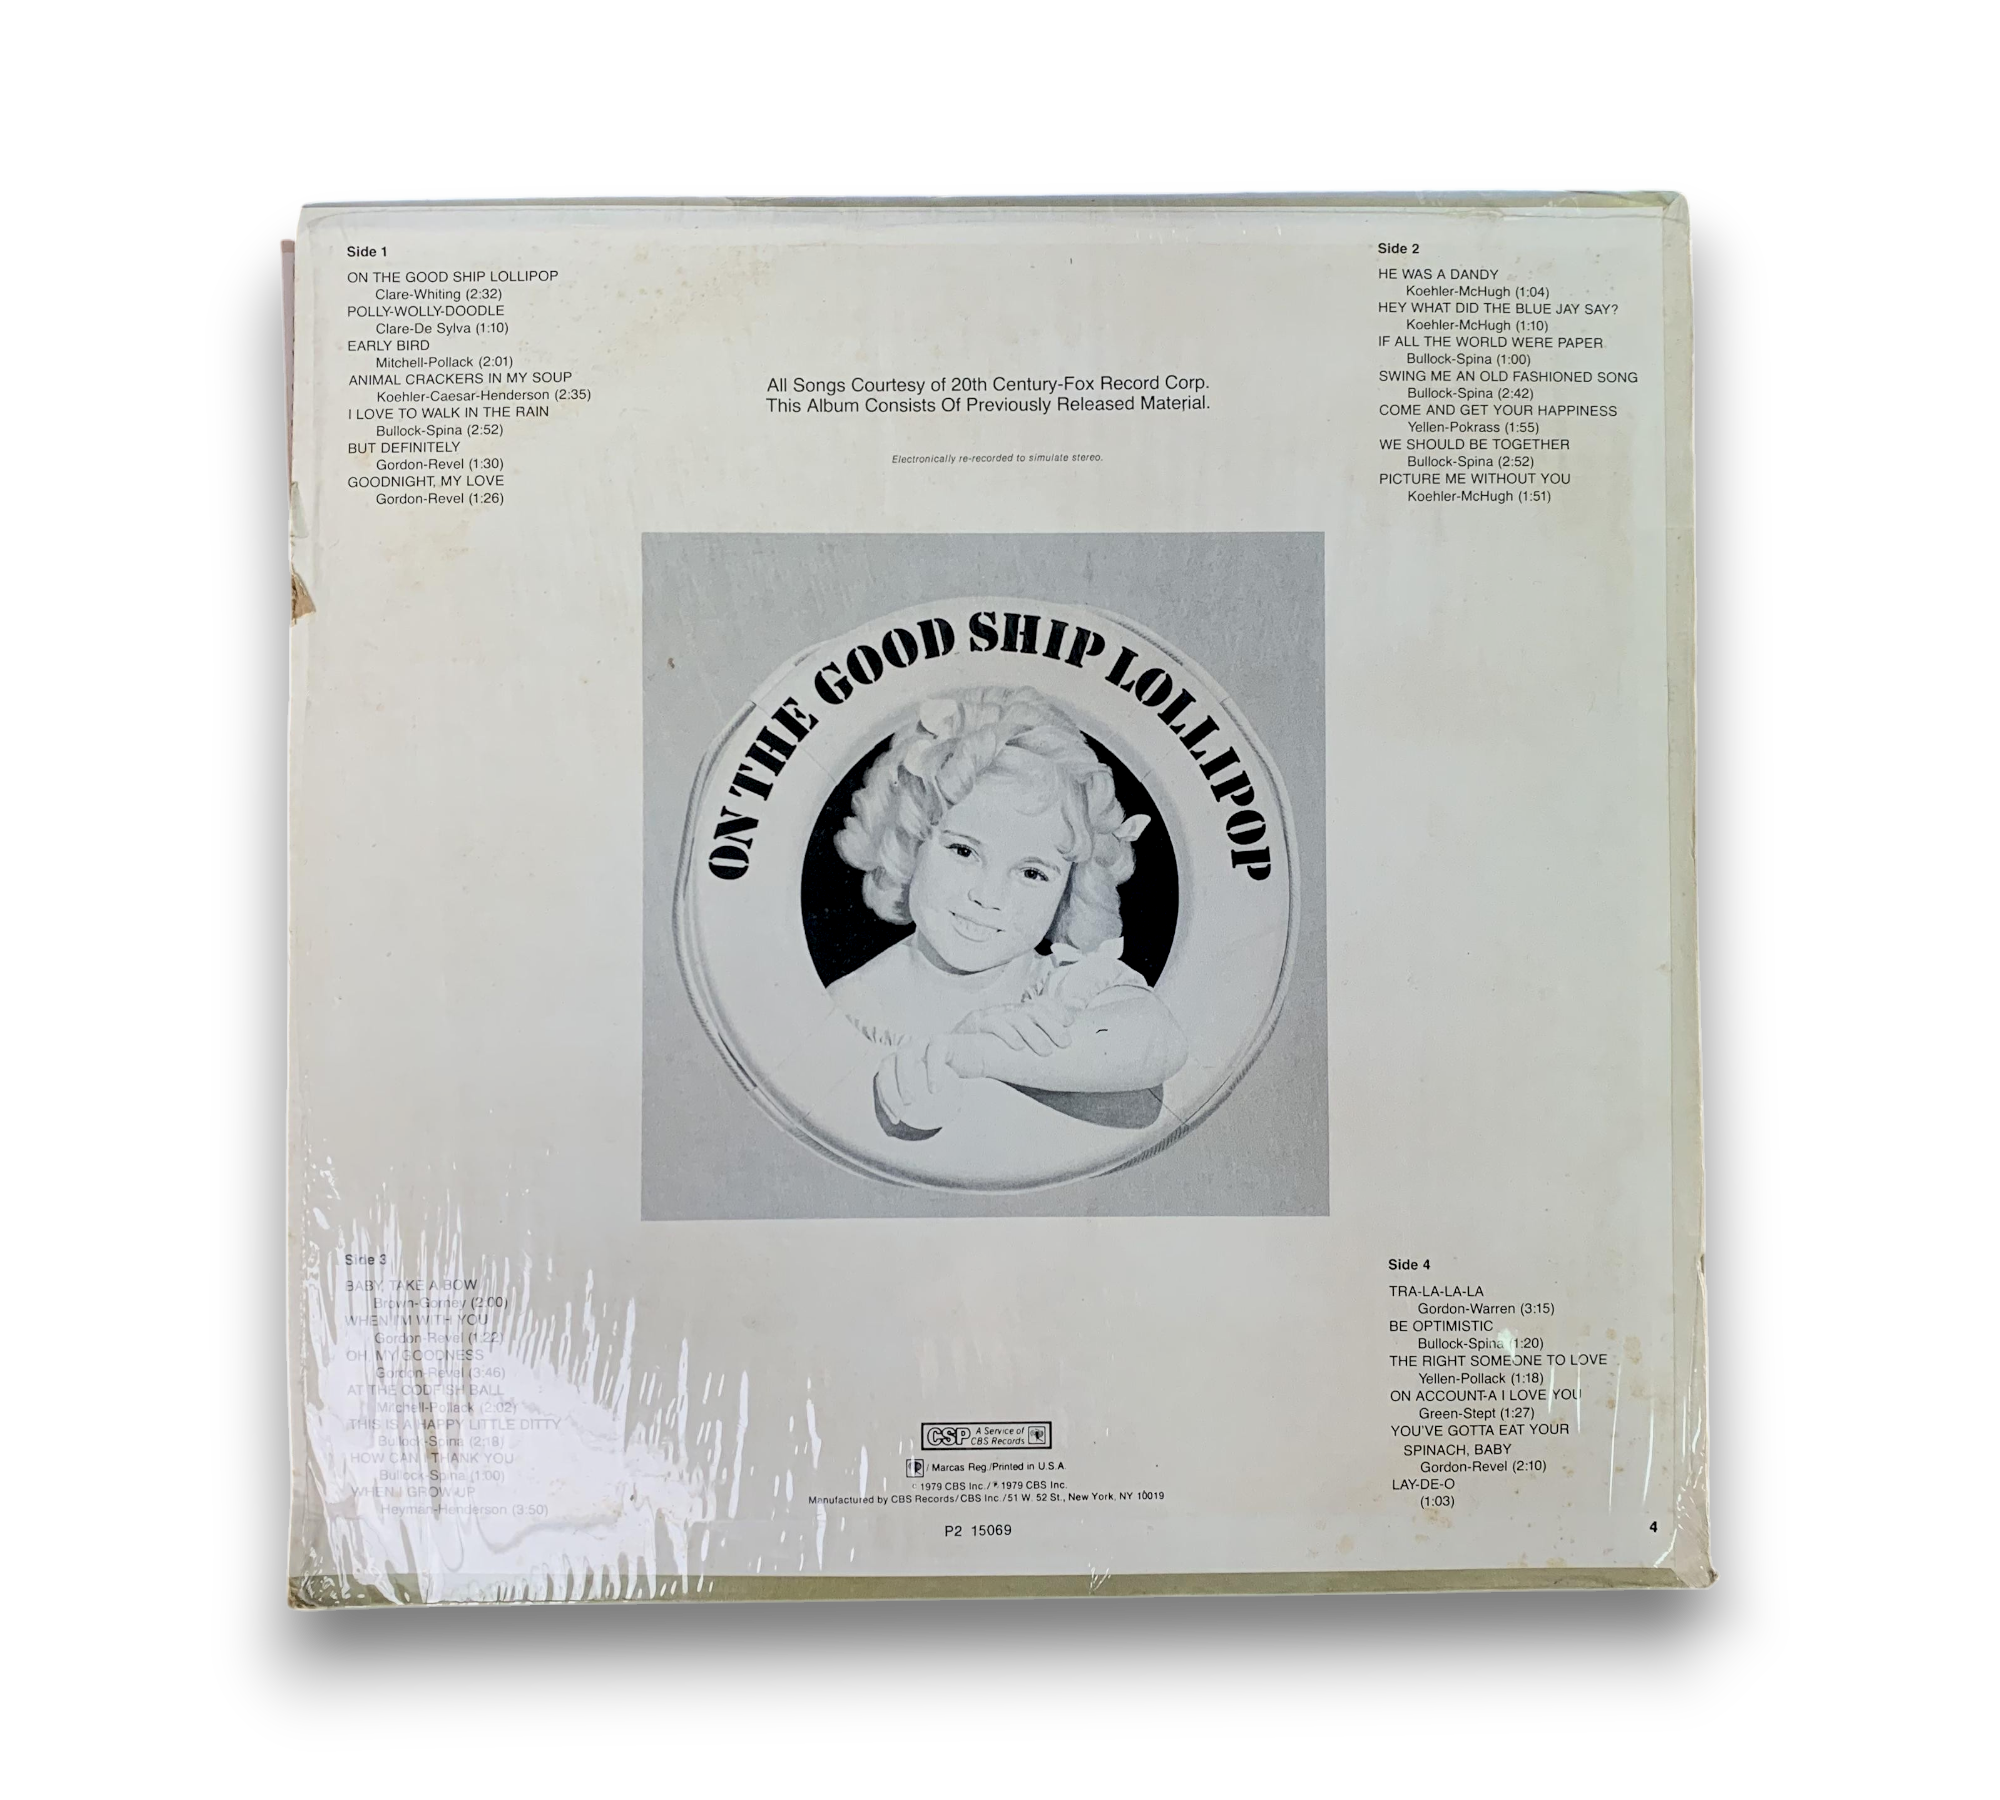 Side 1
ON THE GOOD SHIP LOLLIPOP
Clare-Whiting (2:32)
POLLY-WOLLY-DOODLE
Clare-De Sylva (1:10)
EARLY BIRD
Mitchell-Pollack (2:01)
ANIMAL CRACKERS IN MY SOUP
Koehler-Caesar-Henderson (2:35)
I LOVE TO WALK IN THE RAIN
Bullock-Spina (2:52)
BUT DEFINITELY
Gordon-Revel (1:30)
GOODNIGHT, MY LOVE
Gordon-Revel (1:26)
All Songs Courtesy of 20th Century-Fox Record Corp.
This Album Consists Of Previously Released Material.
Electronically re-recorded to simulate stereo.
Side 2
HE WAS A DANDY
Koehler-McHugh (1:04)
HEY WHAT DID THE BLUE JAY SAY?
Koehler-McHugh (1:10)
IF ALL THE WORLD WERE PAPER
Bullock-Spina (1:00)
SWING ME AN OLD FASHIONED SONG
Bullock-Spina (2:42)
COME AND GET YOUR HAPPINESS
Yellen-Pokrass (1:55)
WE SHOULD BE TOGETHER
Bullock-Spina (2:52)
PICTURE ME WITHOUT YOU
Koehler-McHugh (1:51)
ON THE GOOD SHIP LOLLIPOP
Side 3
BABY, TAKE A BOW
Brown-Gorney (2:00)
WHEN I'M WITH YOU
Gordon-Revel (1:22)
OH, MY GOODNESS
Gordon-Revel (3:46)
AT THE CODFISH BALL
Mitchell-Pollack (2:02)
THIS IS A HAPPY LITTLE DITTY
Bullock-Spina (2:18)
HOW CAN I THANK YOU
Bullock-Spina (1:00)
WHEN I GROW UP
Heyman-Henderson (3:50)
CSP A Service of
CBS Records
/ Marcas Reg./Printed in U.S.A.
© 1979 CBS Inc./℗ 1979 CBS Inc.
Manufactured by CBS Records/CBS Inc./51 W. 52 St., New York, NY 10019
P2 15069
Side 4
TRA-LA-LA-LA
Gordon-Warren (3:15)
BE OPTIMISTIC
Bullock-Spina (1:20)
THE RIGHT SOMEONE TO LOVE
Yellen-Pollack (1:18)
ON ACCOUNT-A I LOVE YOU
Green-Stept (1:27)
YOU'VE GOTTA EAT YOUR
SPINACH, BABY
Gordon-Revel (2:10)
LAY-DE-O
(1:03)
4